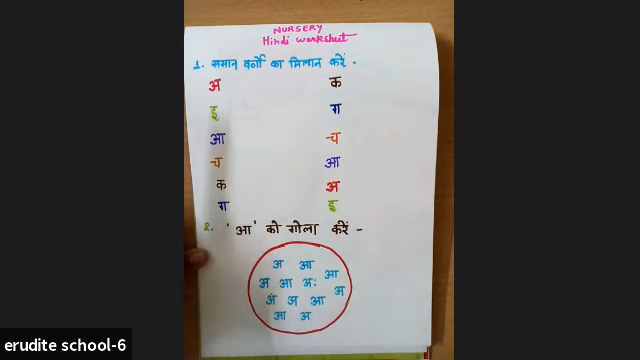 NURSERY
Hindi worksheet
1. समान वर्णों का मिलान करें -
अ क
इ ग
आ च
च आ
क अ
ग इ
2. 'आ' को गोला करें -
अ आ
अ आ अः आ
अं अ आ अ
आ अ
erudite school-6